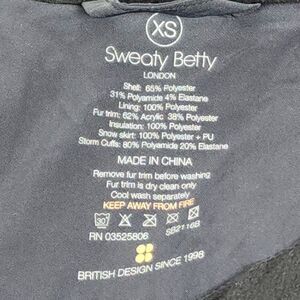 XS
Sweaty Betty
LONDON
Shell: 65% Polyester
31% Polyamide 4% Elastane
Lining: 100% Polyester
Fur trim: 62% Acrylic 38% Polyester
Insulation: 100% Polyester
Snow skirt: 100% Polyester + PU
Storm Cuffs: 80% Polyamide 20% Elastane
MADE IN CHINA
Remove fur trim before washing
Fur trim is dry clean only
Cool wash separately
KEEP AWAY FROM FIRE
30
RN 03525806
SB2116B
BRITISH DESIGN SINCE 1998